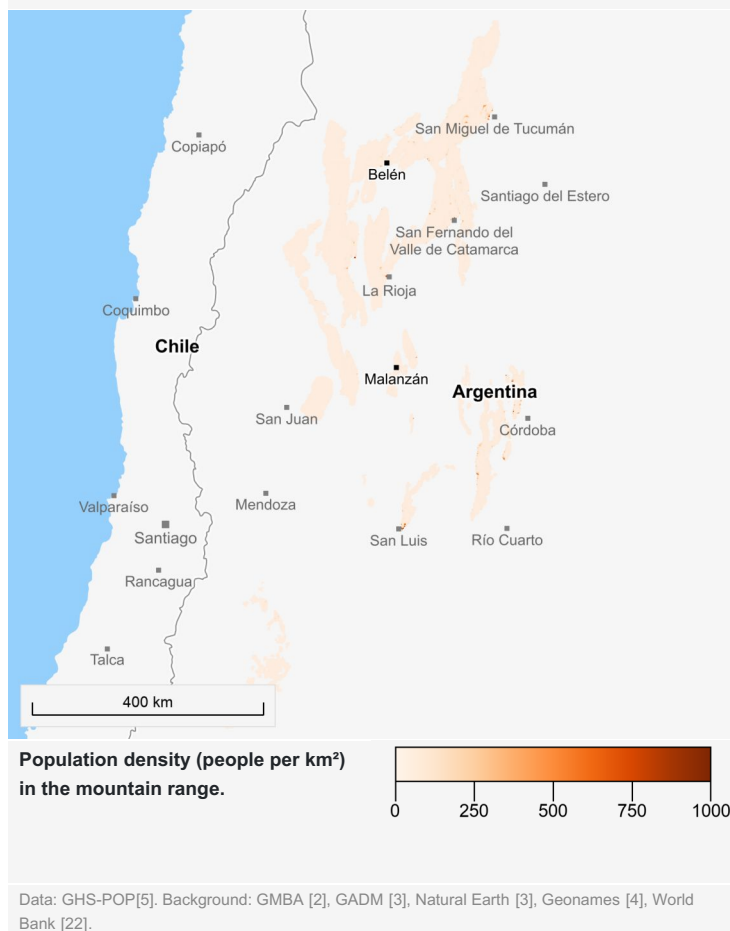 San Miguel de Tucumán
Copiapó
Belén
Santiago del Estero
San Fernando del
Valle de Catamarca
La Rioja
Coquimbo
Chile
Malanzán
Argentina
San Juan
Córdoba
Valparaíso
Mendoza
Santiago
San Luis
Río Cuarto
Rancagua
Talca
400 km
Population density (people per km²)
in the mountain range.
0 250 500 750 1000
Data: GHS-POP[5]. Background: GMBA [2], GADM [3], Natural Earth [3], Geonames [4], World
Bank [22].